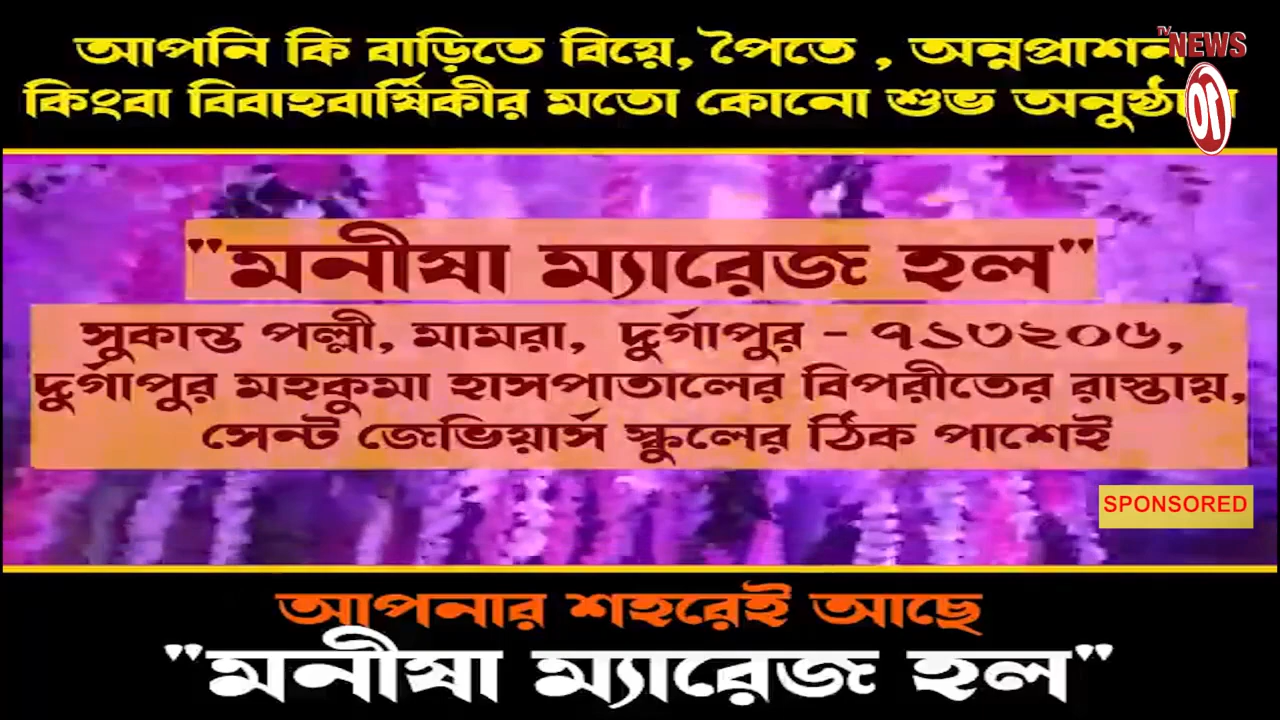 আপনি কি বাড়িতে বিয়ে, পৈতে , অন্নপ্রাশন
TV NEWS
কিংবা বিবাহবার্ষিকীর মতো কোনো শুভ
"মনীষা ম্যারেজ হল"
সুকান্ত পল্লী, মামরা, দুর্গাপুর - ৭১৩২০৬,
দুর্গাপুর মহকুমা হাসপাতালের বিপরীতের রাস্তায়,
সেন্ট জেভিয়ার্স স্কুলের ঠিক পাশেই
SPONSORED
আপনার শহরেই আছে
"মনীষা ম্যারেজ হল"